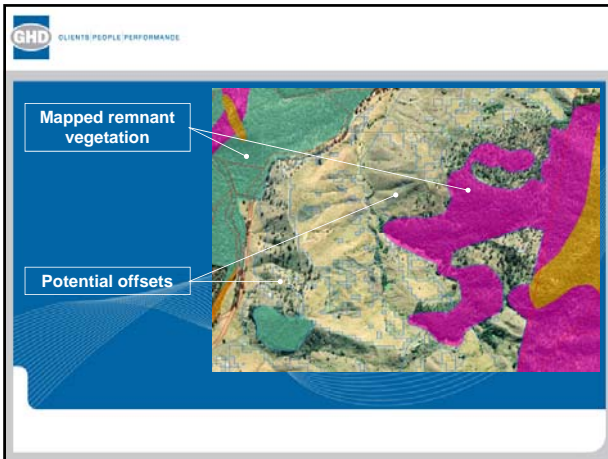 GHD
CLIENTS PEOPLE PERFORMANCE
Mapped remnant
vegetation
Potential offsets